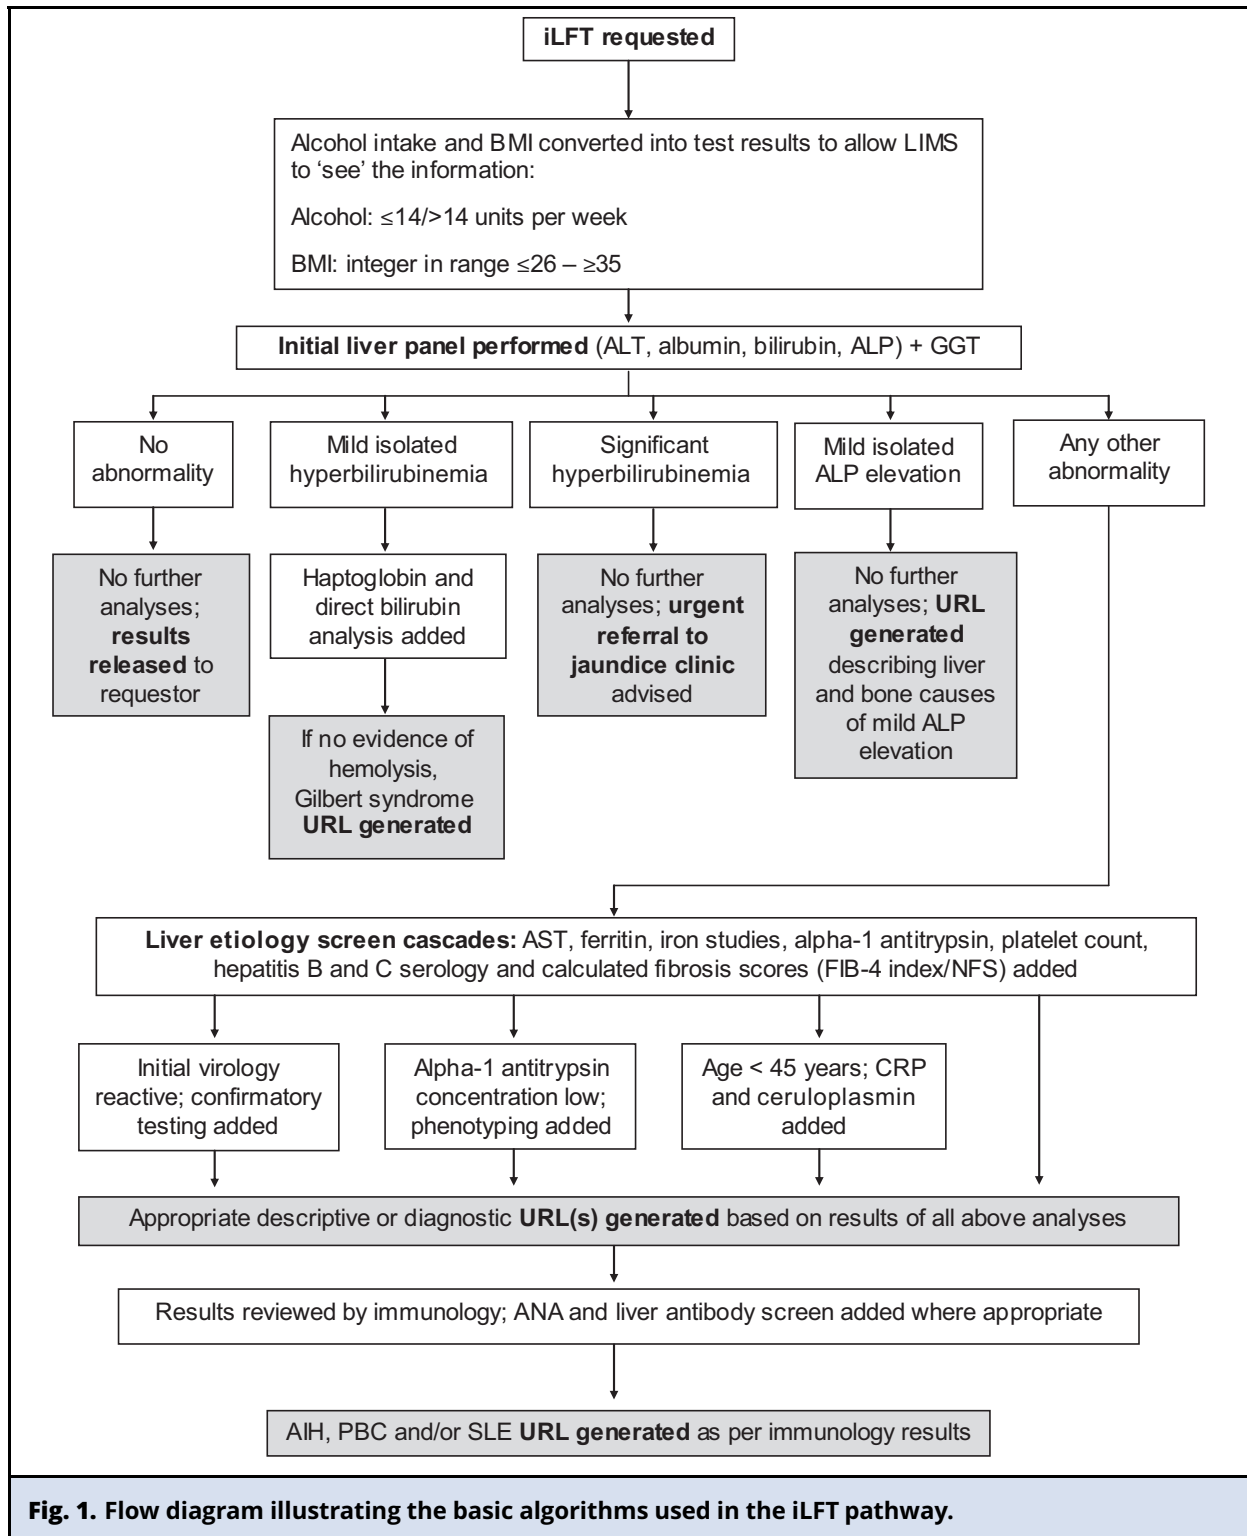 iLFT requested
Alcohol intake and BMI converted into test results to allow LIMS
to ‘see’ the information:
Alcohol: ≤14/>14 units per week
BMI: integer in range ≤26 – ≥35
Initial liver panel performed (ALT, albumin, bilirubin, ALP) + GGT
No
abnormality
Mild isolated
hyperbilirubinemia
Significant
hyperbilirubinemia
Mild isolated
ALP elevation
Any other
abnormality
No further
analyses;
results
released to
requestor
Haptoglobin and
direct bilirubin
analysis added
No further
analyses; urgent
referral to
jaundice clinic
advised
No further
analyses; URL
generated
describing liver
and bone causes
of mild ALP
elevation
If no evidence of
hemolysis,
Gilbert syndrome
URL generated
Liver etiology screen cascades: AST, ferritin, iron studies, alpha-1 antitrypsin, platelet count,
hepatitis B and C serology and calculated fibrosis scores (FIB-4 index/NFS) added
Initial virology
reactive; confirmatory
testing added
Alpha-1 antitrypsin
concentration low;
phenotyping added
Age < 45 years; CRP
and ceruloplasmin
added
Appropriate descriptive or diagnostic URL(s) generated based on results of all above analyses
Results reviewed by immunology; ANA and liver antibody screen added where appropriate
AIH, PBC and/or SLE URL generated as per immunology results
Fig. 1. Flow diagram illustrating the basic algorithms used in the iLFT pathway.